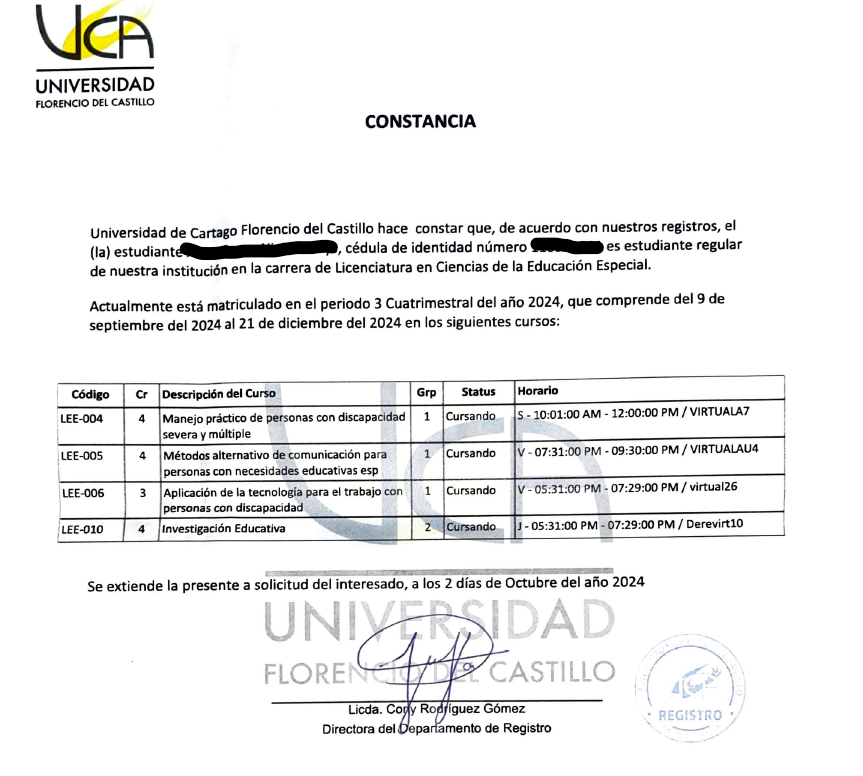 UCA
UNIVERSIDAD
FLORENCIO DEL CASTILLO
CONSTANCIA
Universidad de Cartago Florencio del Castillo hace constar que, de acuerdo con nuestros registros, el
(la) estudiante , cédula de identidad número es estudiante regular
de nuestra institución en la carrera de Licenciatura en Ciencias de la Educación Especial.
Actualmente está matriculado en el periodo 3 Cuatrimestral del año 2024, que comprende del 9 de
septiembre del 2024 al 21 de diciembre del 2024 en los siguientes cursos:
Código Cr Descripción del Curso Grp Status Horario
LEE-004 4 Manejo práctico de personas con discapacidad 1 Cursando S - 10:01:00 AM - 12:00:00 PM / VIRTUALA7
severa y múltiple
LEE-005 4 Métodos alternativo de comunicación para 1 Cursando V - 07:31:00 PM - 09:30:00 PM / VIRTUALAU4
personas con necesidades educativas esp
LEE-006 3 Aplicación de la tecnología para el trabajo con 1 Cursando V - 05:31:00 PM - 07:29:00 PM / virtual26
personas con discapacidad
LEE-010 4 Investigación Educativa 2 Cursando J - 05:31:00 PM - 07:29:00 PM / Derevirt10
UCA
Se extiende la presente a solicitud del interesado, a los 2 días de Octubre del año 2024
UNIVERSIDAD
FLORENCIO DEL CASTILLO
Licda. Cony Rodríguez Gómez
Directora del Departamento de Registro
REGISTRO